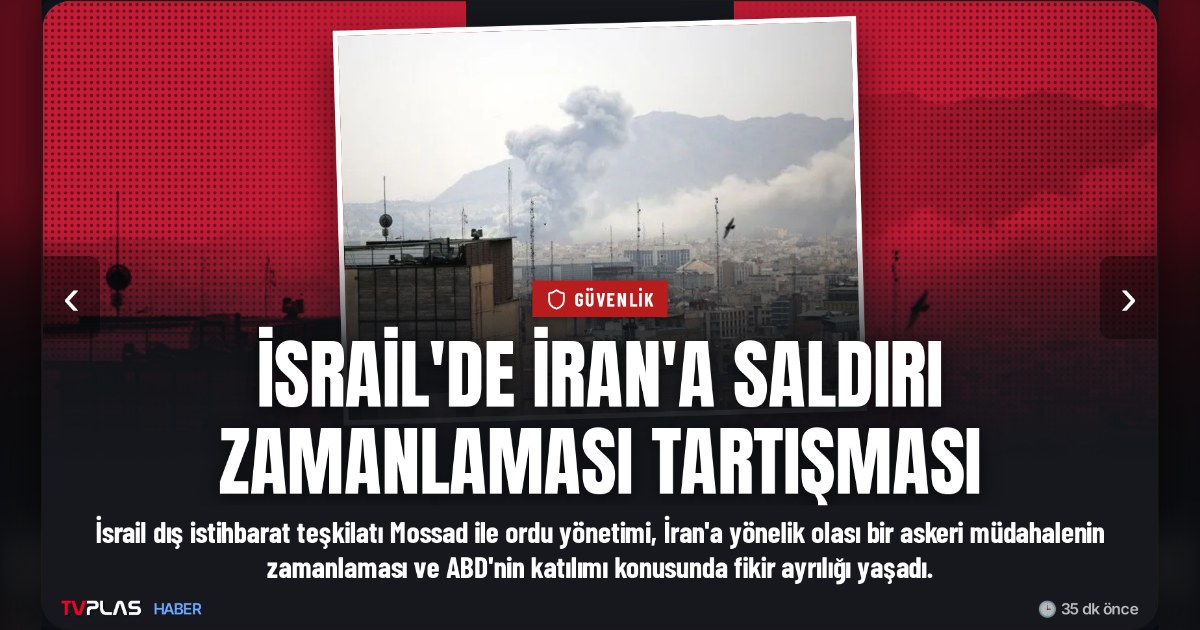 GÜVENLİK
İSRAİL'DE İRAN'A SALDIRI
ZAMANLAMASI TARTIŞMASI
İsrail dış istihbarat teşkilatı Mossad ile ordu yönetimi, İran'a yönelik olası bir askeri müdahalenin
zamanlaması ve ABD'nin katılımı konusunda fikir ayrılığı yaşadı.
TVPLAS HABER
35 dk önce